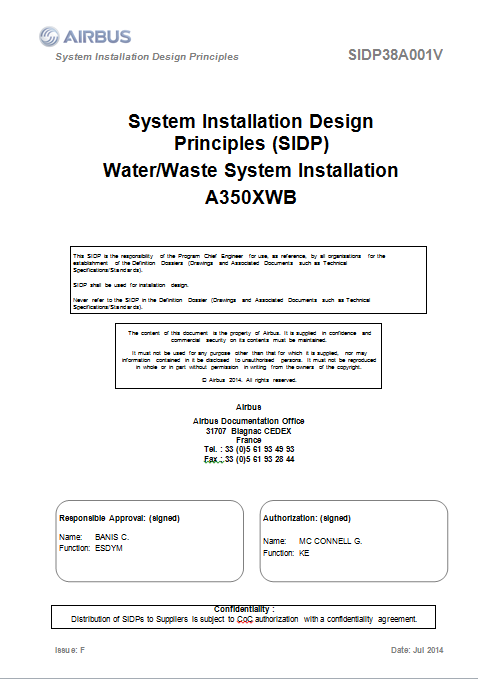 AIRBUS
System Installation Design Principles
SIDP38A001V
System Installation Design
Principles (SIDP)
Water/Waste System Installation
A350XWB
This SIDP is the responsibility of the Program Chief Engineer for use, as reference, by all organisations for the
establishment of the Definition Dossiers (Drawings and Associated Documents such as Technical
Specifications/Standards).
SIDP shall be used for installation design.
Never refer to the SIDP in the Definition Dossier (Drawings and Associated Documents such as Technical
Specifications/Standards).
The content of this document is the property of Airbus. It is supplied in confidence and
commercial security on its contents must be maintained.
It must not be used for any purpose other than that for which it is supplied, nor may
information contained in it be disclosed to unauthorised persons. It must not be reproduced
in whole or in part without permission in writing from the owners of the copyright.
© Airbus 2014. All rights reserved.
Airbus
Airbus Documentation Office
31707 Blagnac CEDEX
France
Tel. : 33 (0)5 61 93 49 93
Fax : 33 (0)5 61 93 28 44
Responsible Approval: (signed)
Name: BANIS C.
Function: ESDYM
Authorization: (signed)
Name: MC CONNELL G.
Function: KE
Confidentiality :
Distribution of SIDPs to Suppliers is subject to CoC authorization with a confidentiality agreement.
Issue: F
Date: Jul 2014